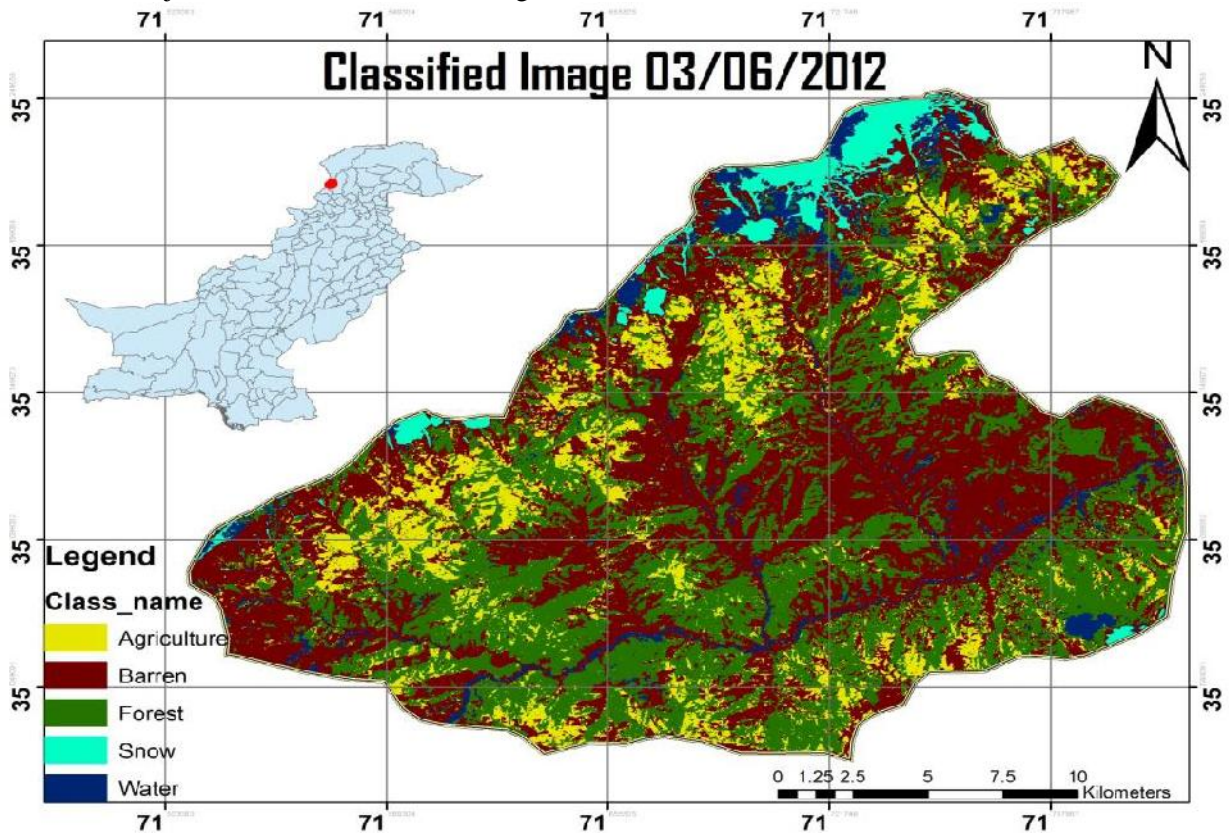 71 71 71 71 71
Classified Image 03/06/2012
N
35 35
35 35
35 35
35 35
35 35
Legend
Class_name
Agriculture
Barren
Forest
Snow
Water
0 1.25 2.5 5 7.5 10
Kilometers
71 71 71 71 71